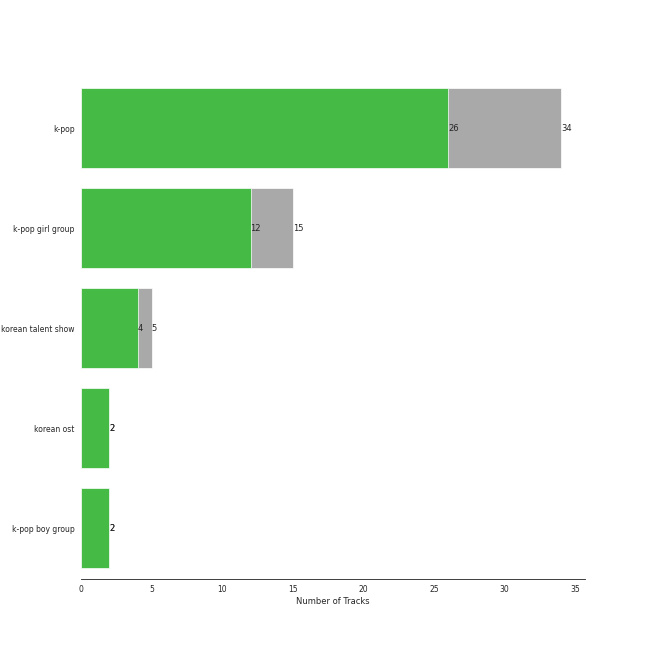 k-pop 26 34
k-pop girl group 12 15
korean talent show 4 5
korean ost 2
k-pop boy group 2
0 5 10 15 20 25 30 35
Number of Tracks